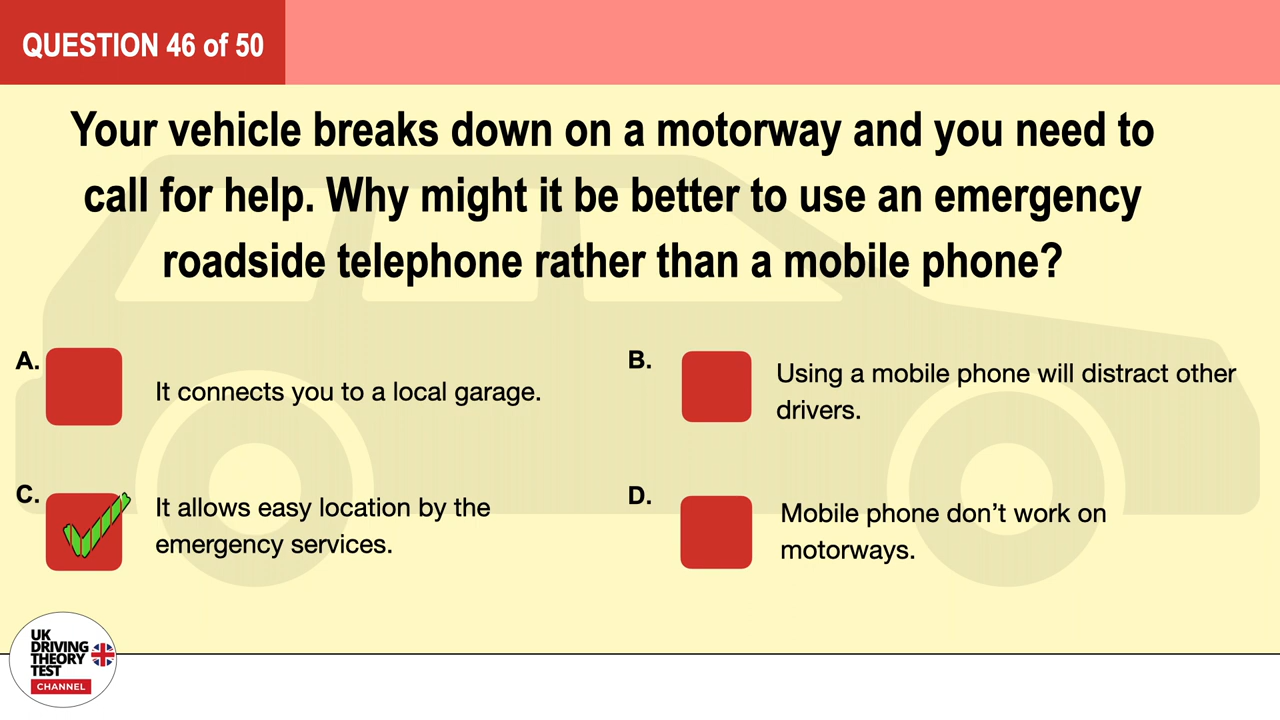 QUESTION 46 of 50
Your vehicle breaks down on a motorway and you need to
call for help. Why might it be better to use an emergency
roadside telephone rather than a mobile phone?
A.
It connects you to a local garage.
B.
Using a mobile phone will distract other
drivers.
C.
It allows easy location by the
emergency services.
D.
Mobile phone don’t work on
motorways.
UK
DRIVING
THEORY
TEST
CHANNEL